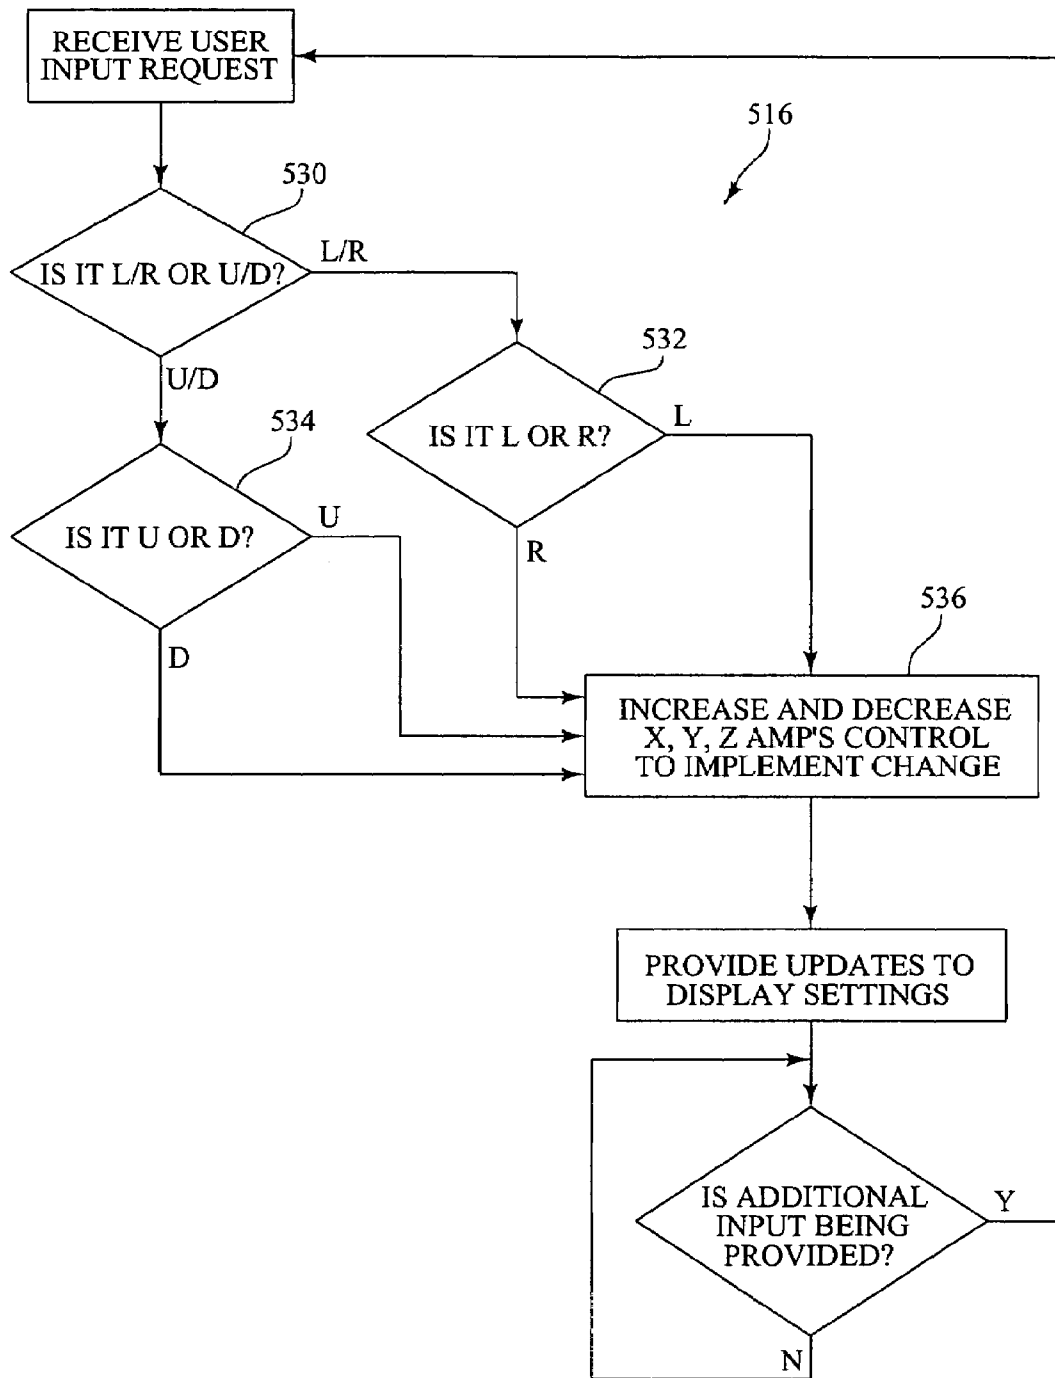 RECEIVE USER
INPUT REQUEST
516
530
IS IT L/R OR U/D?
L/R
U/D
532
IS IT L OR R?
L
R
534
IS IT U OR D?
U
D
536
INCREASE AND DECREASE
X, Y, Z AMP'S CONTROL
TO IMPLEMENT CHANGE
PROVIDE UPDATES TO
DISPLAY SETTINGS
IS ADDITIONAL
INPUT BEING
PROVIDED?
Y
N